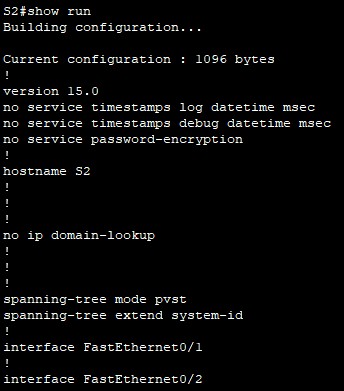 S2#show run
Building configuration...

Current configuration : 1096 bytes
!
version 15.0
no service timestamps log datetime msec
no service timestamps debug datetime msec
no service password-encryption
!
hostname S2
!
!
!
no ip domain-lookup
!
!
!
spanning-tree mode pvst
spanning-tree extend system-id
!
interface FastEthernet0/1
!
interface FastEthernet0/2